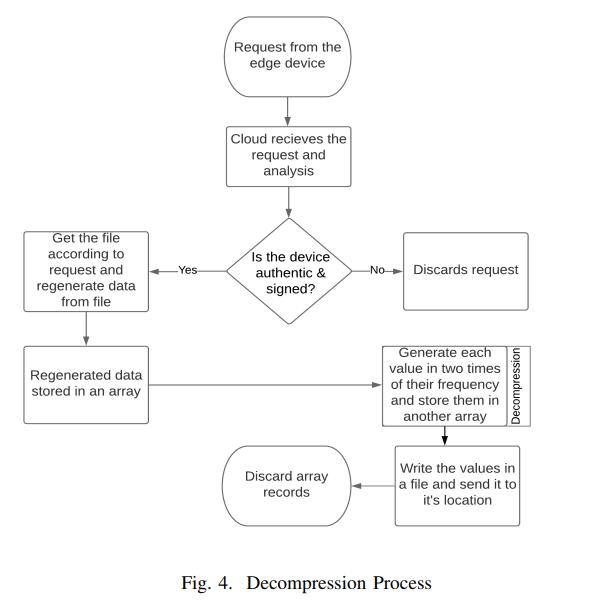 Request from the
edge device
Cloud recieves the
request and
analysis
Is the device
authentic &
signed?
Yes
No
Get the file
according to
request and
regenerate data
from file
Discards request
Regenerated data
stored in an array
Generate each
value in two times
of their frequency
and store them in
another array
Decompression
Write the values in
a file and send it to
it's location
Discard array
records
Fig. 4. Decompression Process